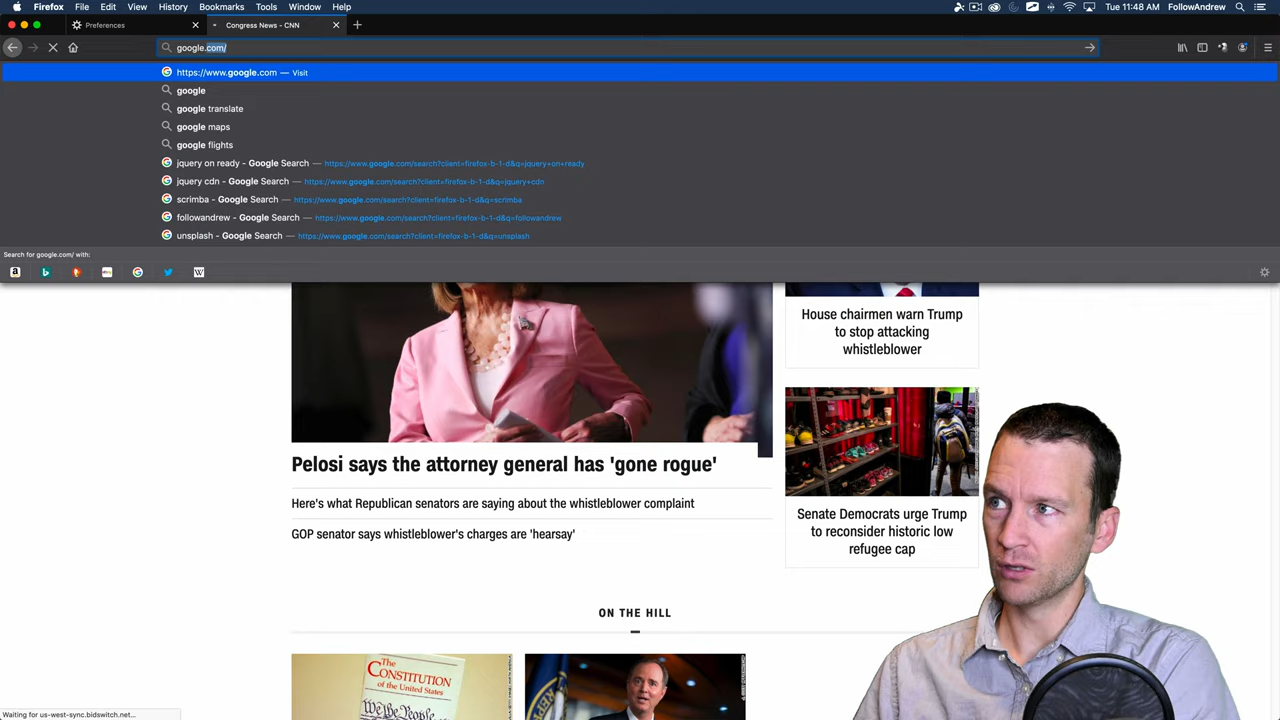 Firefox File Edit View History Bookmarks Tools Window Help
Tue 11:48 AM FollowAndrew
Preferences
Congress News - CNN
google.com/
https://www.google.com — Visit
google
google translate
google maps
google flights
jquery on ready - Google Search — https://www.google.com/search?client=firefox-b-1-d&q=jquery+on+ready
jquery cdn - Google Search — https://www.google.com/search?client=firefox-b-1-d&q=jquery+cdn
scrimba - Google Search — https://www.google.com/search?client=firefox-b-1-d&q=scrimba
followandrew - Google Search — https://www.google.com/search?client=firefox-b-1-d&q=followandrew
unsplash - Google Search — https://www.google.com/search?client=firefox-b-1-d&q=unsplash
Search for google.com/ with:
House chairmen warn Trump
to stop attacking
whistleblower
Pelosi says the attorney general has 'gone rogue'
Here's what Republican senators are saying about the whistleblower complaint
GOP senator says whistleblower's charges are 'hearsay'
Senate Democrats urge Trump
to reconsider historic low
refugee cap
ON THE HILL
The
CONSTITUTION
of the United States
We the People
Waiting for us-west-sync.bidswitch.net...